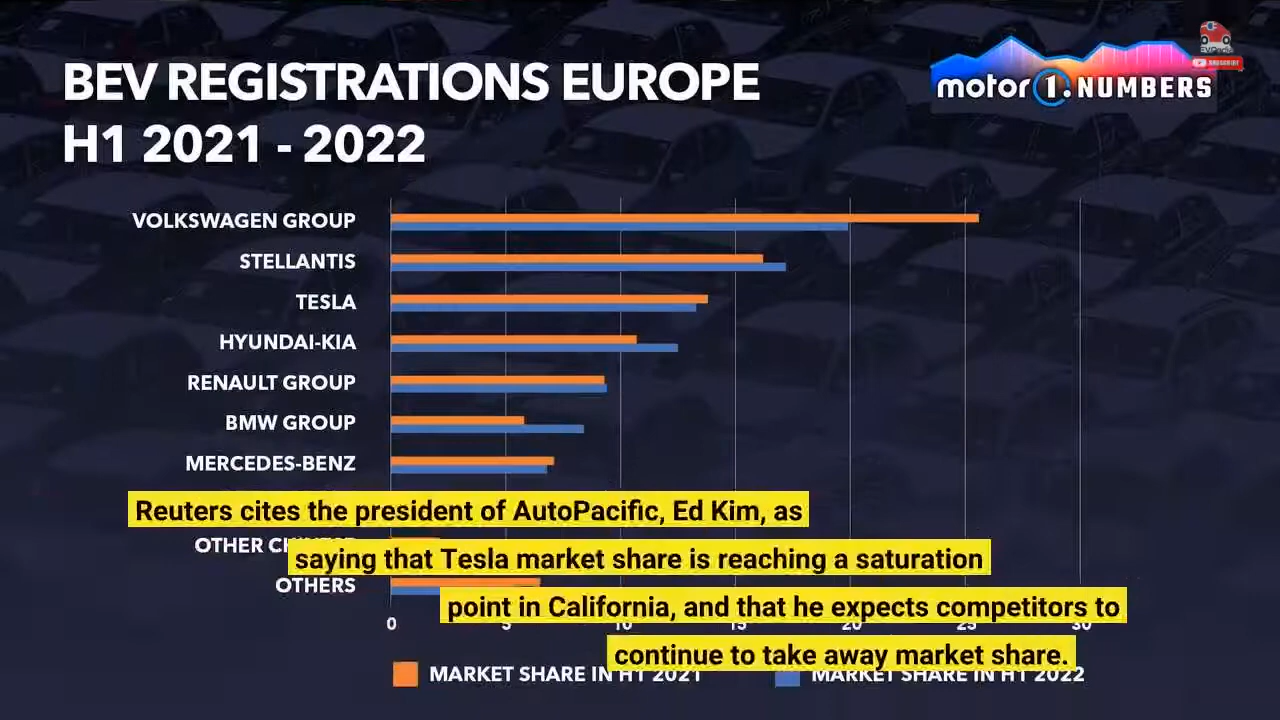 BEV REGISTRATIONS EUROPE
H1 2021 - 2022
motor1.NUMBERS
SUBSCRIBE
VOLKSWAGEN GROUP
STELLANTIS
TESLA
HYUNDAI-KIA
RENAULT GROUP
BMW GROUP
MERCEDES-BENZ
Reuters cites the president of AutoPacific, Ed Kim, as
OTHER
saying that Tesla market share is reaching a saturation
OTHERS
point in California, and that he expects competitors to
0 5 10 15 20 25 30
continue to take away market share.
MARKET SHARE IN H1 2021 MARKET SHARE IN H1 2022